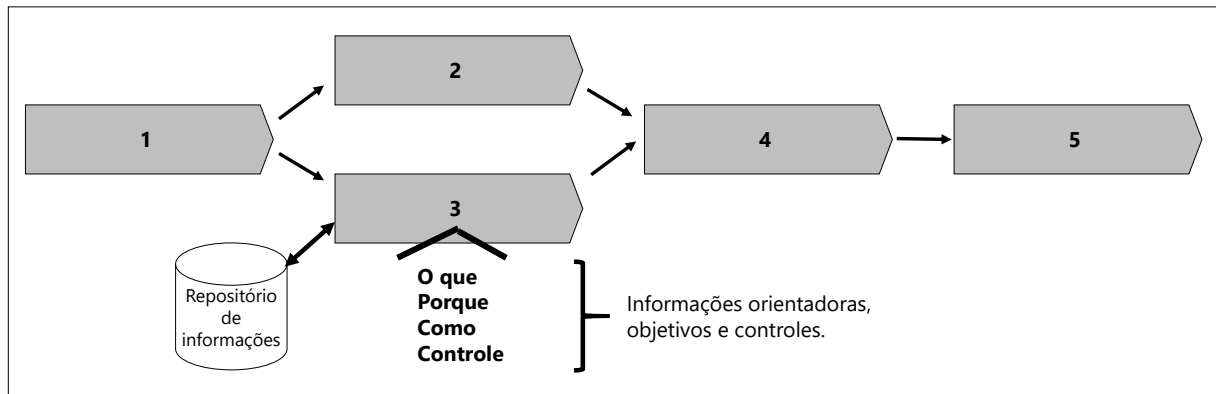 2
1
4
5
3
Repositório
de
informações
O que
Porque
Como
Controle
Informações orientadoras,
objetivos e controles.